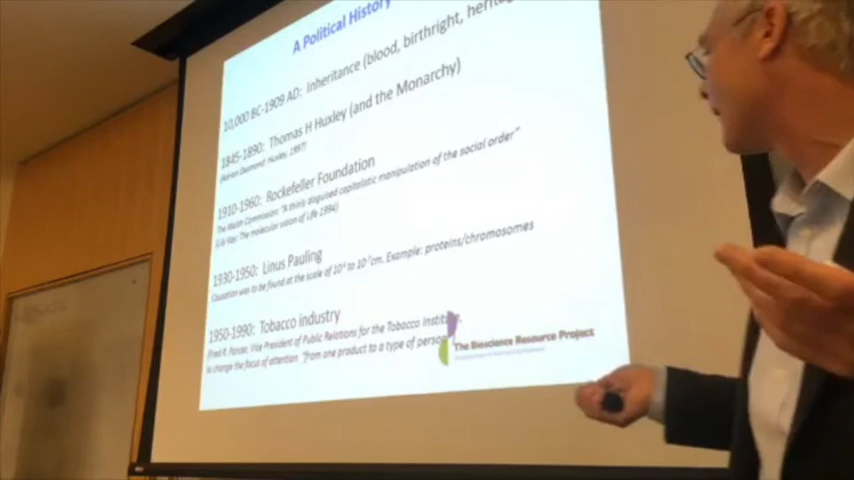 A Political History
10,000 BC-1909 AD: Inheritance (blood, birthright, heritag
1845-1890: Thomas H Huxley (and the Monarchy)
(Adrian Desmond: Huxley, 1997)
1910-1960: Rockefeller Foundation
The Walsh Commission: "A thinly disguised capitalistic manipulation of the social order."
(Lily Kay: The molecular vision of Life 1994)
1930-1950: Linus Pauling
Causation was to be found at the scale of to cm. Example: proteins/chromosomes
1950-1990: Tobacco industry
(Fred R. Panzer, Vice President of Public Relations for the Tobacco Institute,
to change the focus of attention "from one product to a type of person
The Bioscience Resource Project